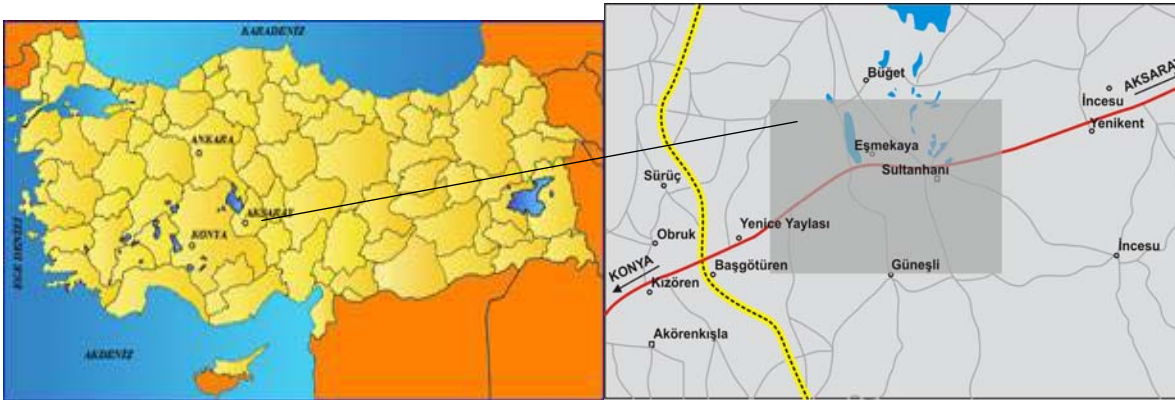 KARADENİZ
ANKARA
AKSARAY
KONYA
EGE DENİZİ
AKDENİZ
Büğet
AKSARAY
İncesu
Yenikent
Eşmekaya
Sultanhanı
Sürüç
Yenice Yaylası
Obruk
İncesu
KONYA
Başgötüren
Güneşli
Kızören
Akörenkışla